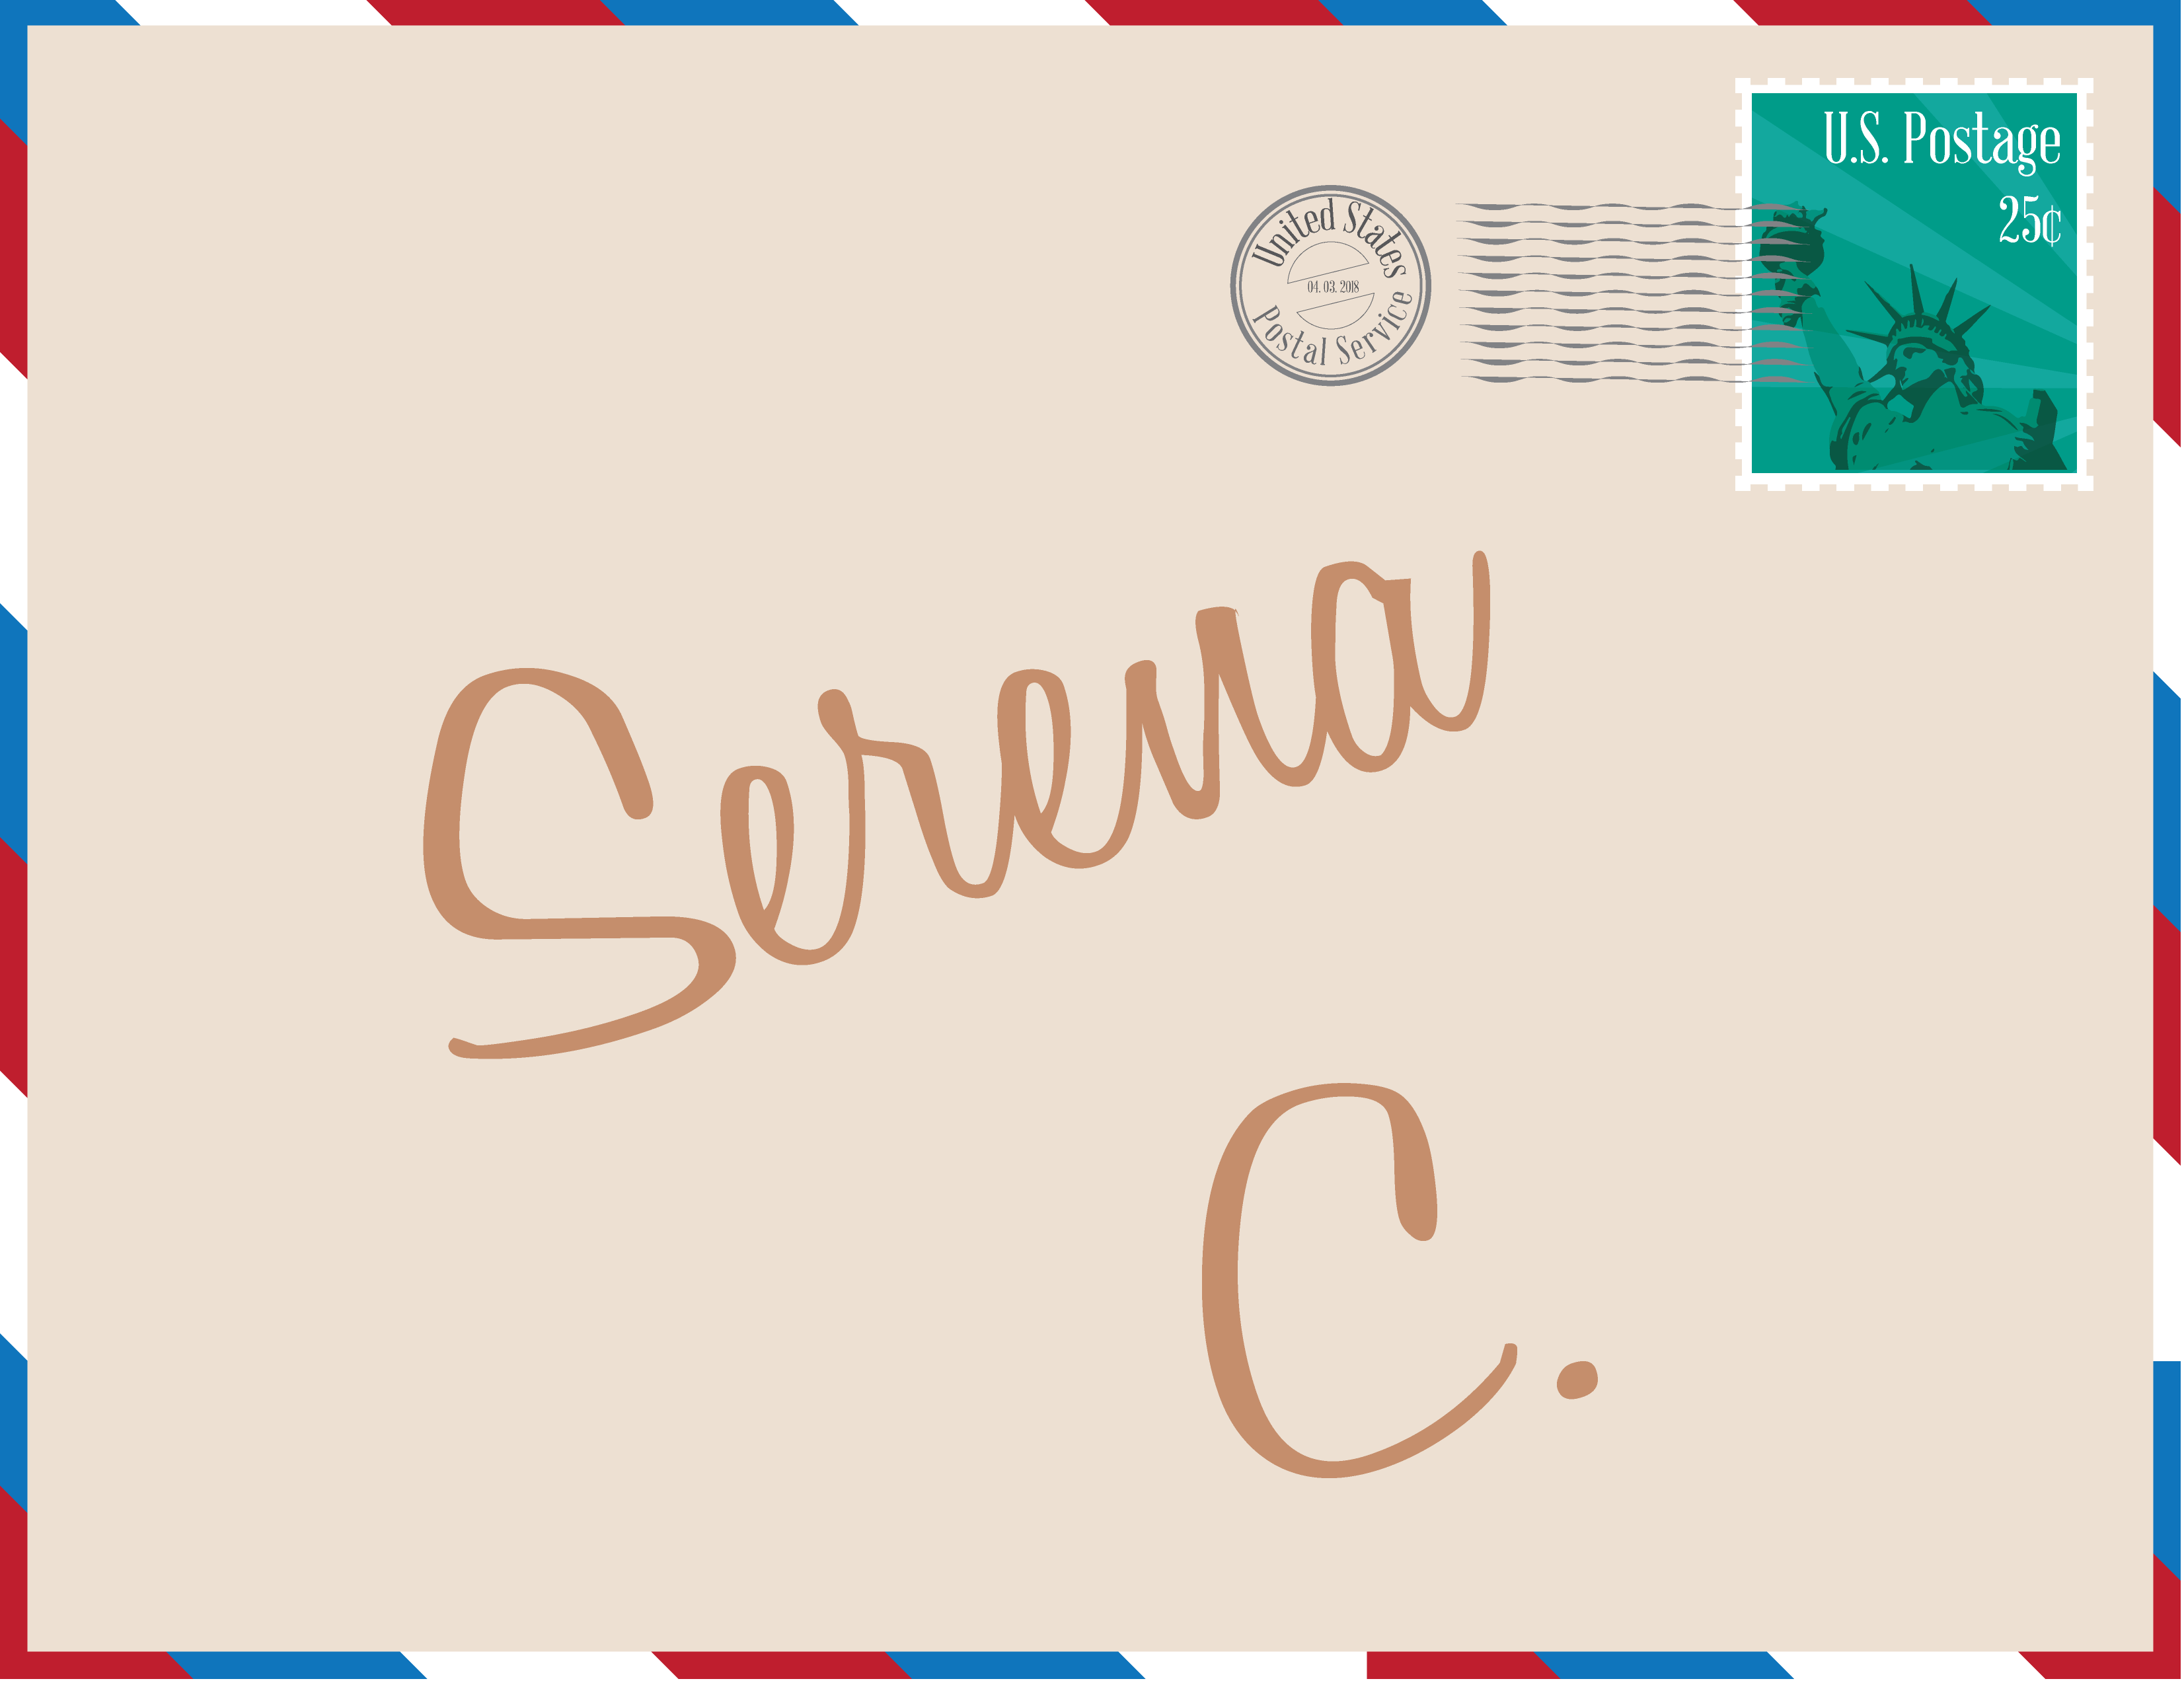 U.S. Postage
25¢
United States
04. 03. 2018
Postal Service
Serena
C.